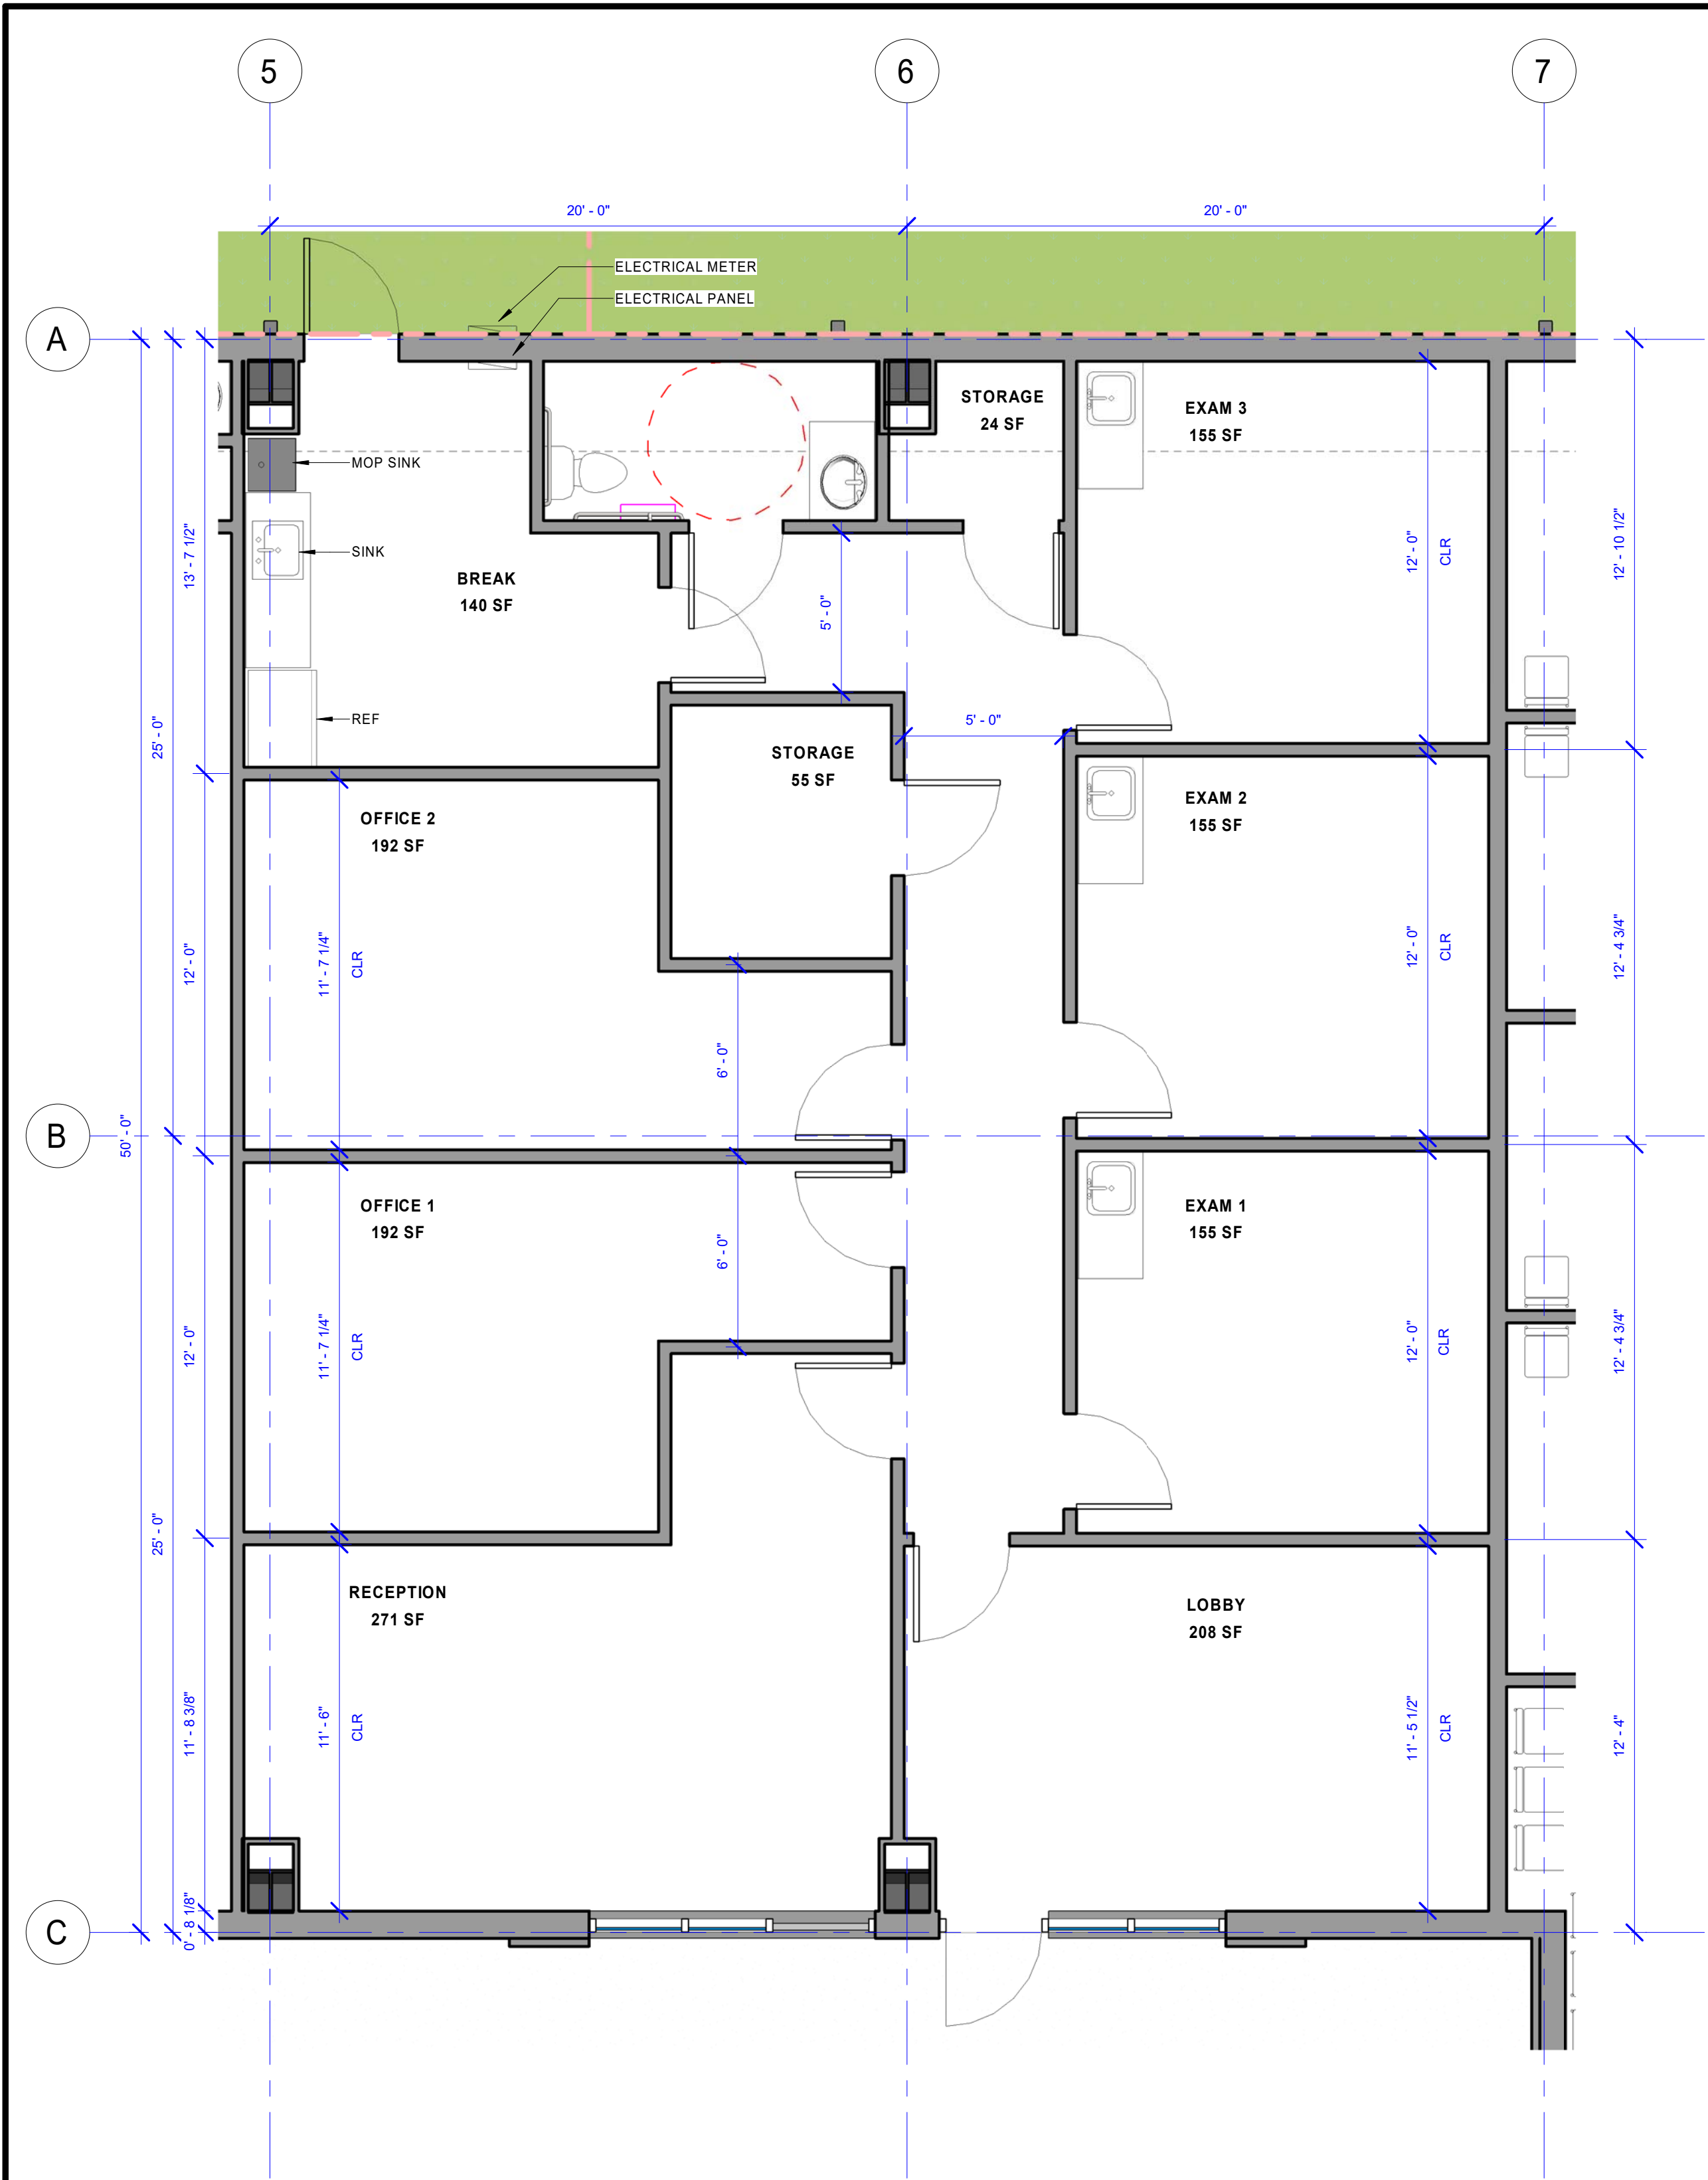 5
6
7
20' - 0"
20' - 0"
ELECTRICAL METER
ELECTRICAL PANEL
A
STORAGE
24 SF
EXAM 3
155 SF
MOP SINK
SINK
BREAK
140 SF
13' - 7 1/2"
12' - 0"
CLR
12' - 10 1/2"
5' - 0"
REF
25' - 0"
5' - 0"
STORAGE
55 SF
OFFICE 2
192 SF
EXAM 2
155 SF
12' - 0"
11' - 7 1/4"
CLR
12' - 0"
CLR
12' - 4 3/4"
6' - 0"
B
50' - 0"
OFFICE 1
192 SF
EXAM 1
155 SF
6' - 0"
12' - 0"
11' - 7 1/4"
CLR
12' - 0"
CLR
12' - 4 3/4"
25' - 0"
RECEPTION
271 SF
LOBBY
208 SF
11' - 8 3/8"
11' - 6"
CLR
11' - 5 1/2"
CLR
12' - 4"
0' - 8 1/8"
C